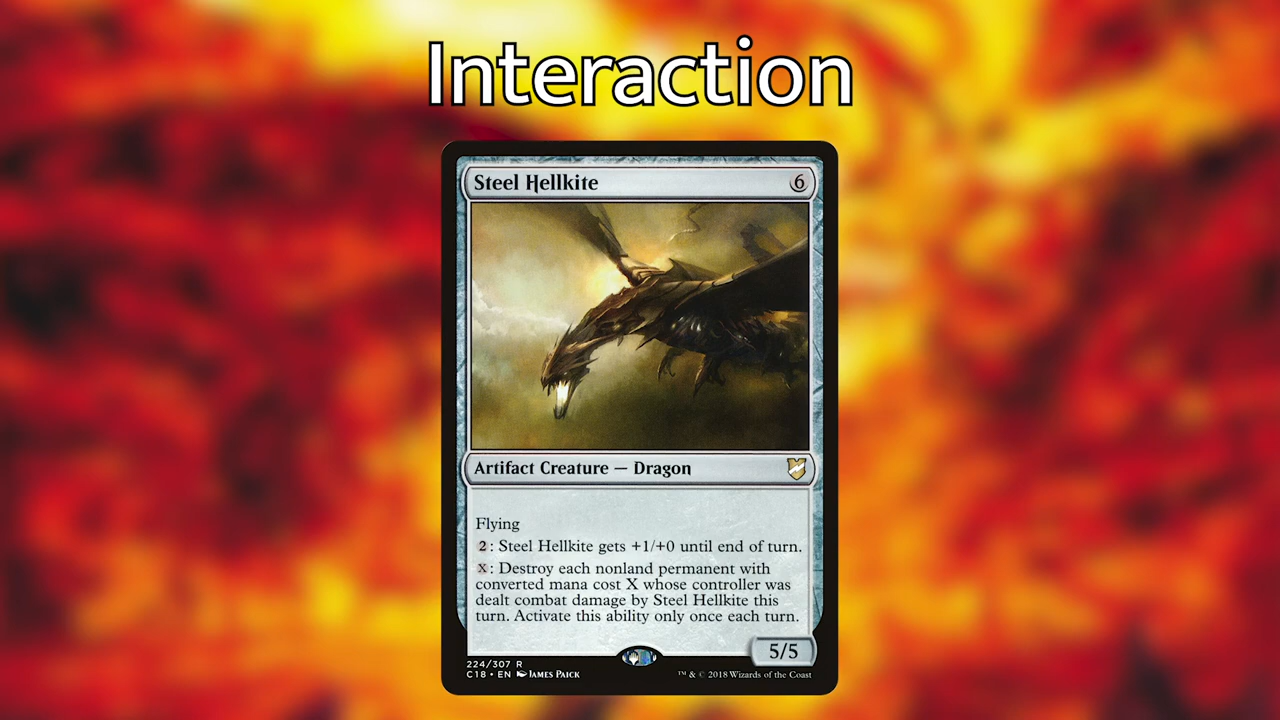 Interaction
Steel Hellkite 6
Artifact Creature — Dragon
Flying
2: Steel Hellkite gets +1/+0 until end of turn.
X: Destroy each nonland permanent with
converted mana cost X whose controller was
dealt combat damage by Steel Hellkite this
turn. Activate this ability only once each turn.
5/5
224/307 R
C18 • EN JAMES PAICK
™ & © 2018 Wizards of the Coast